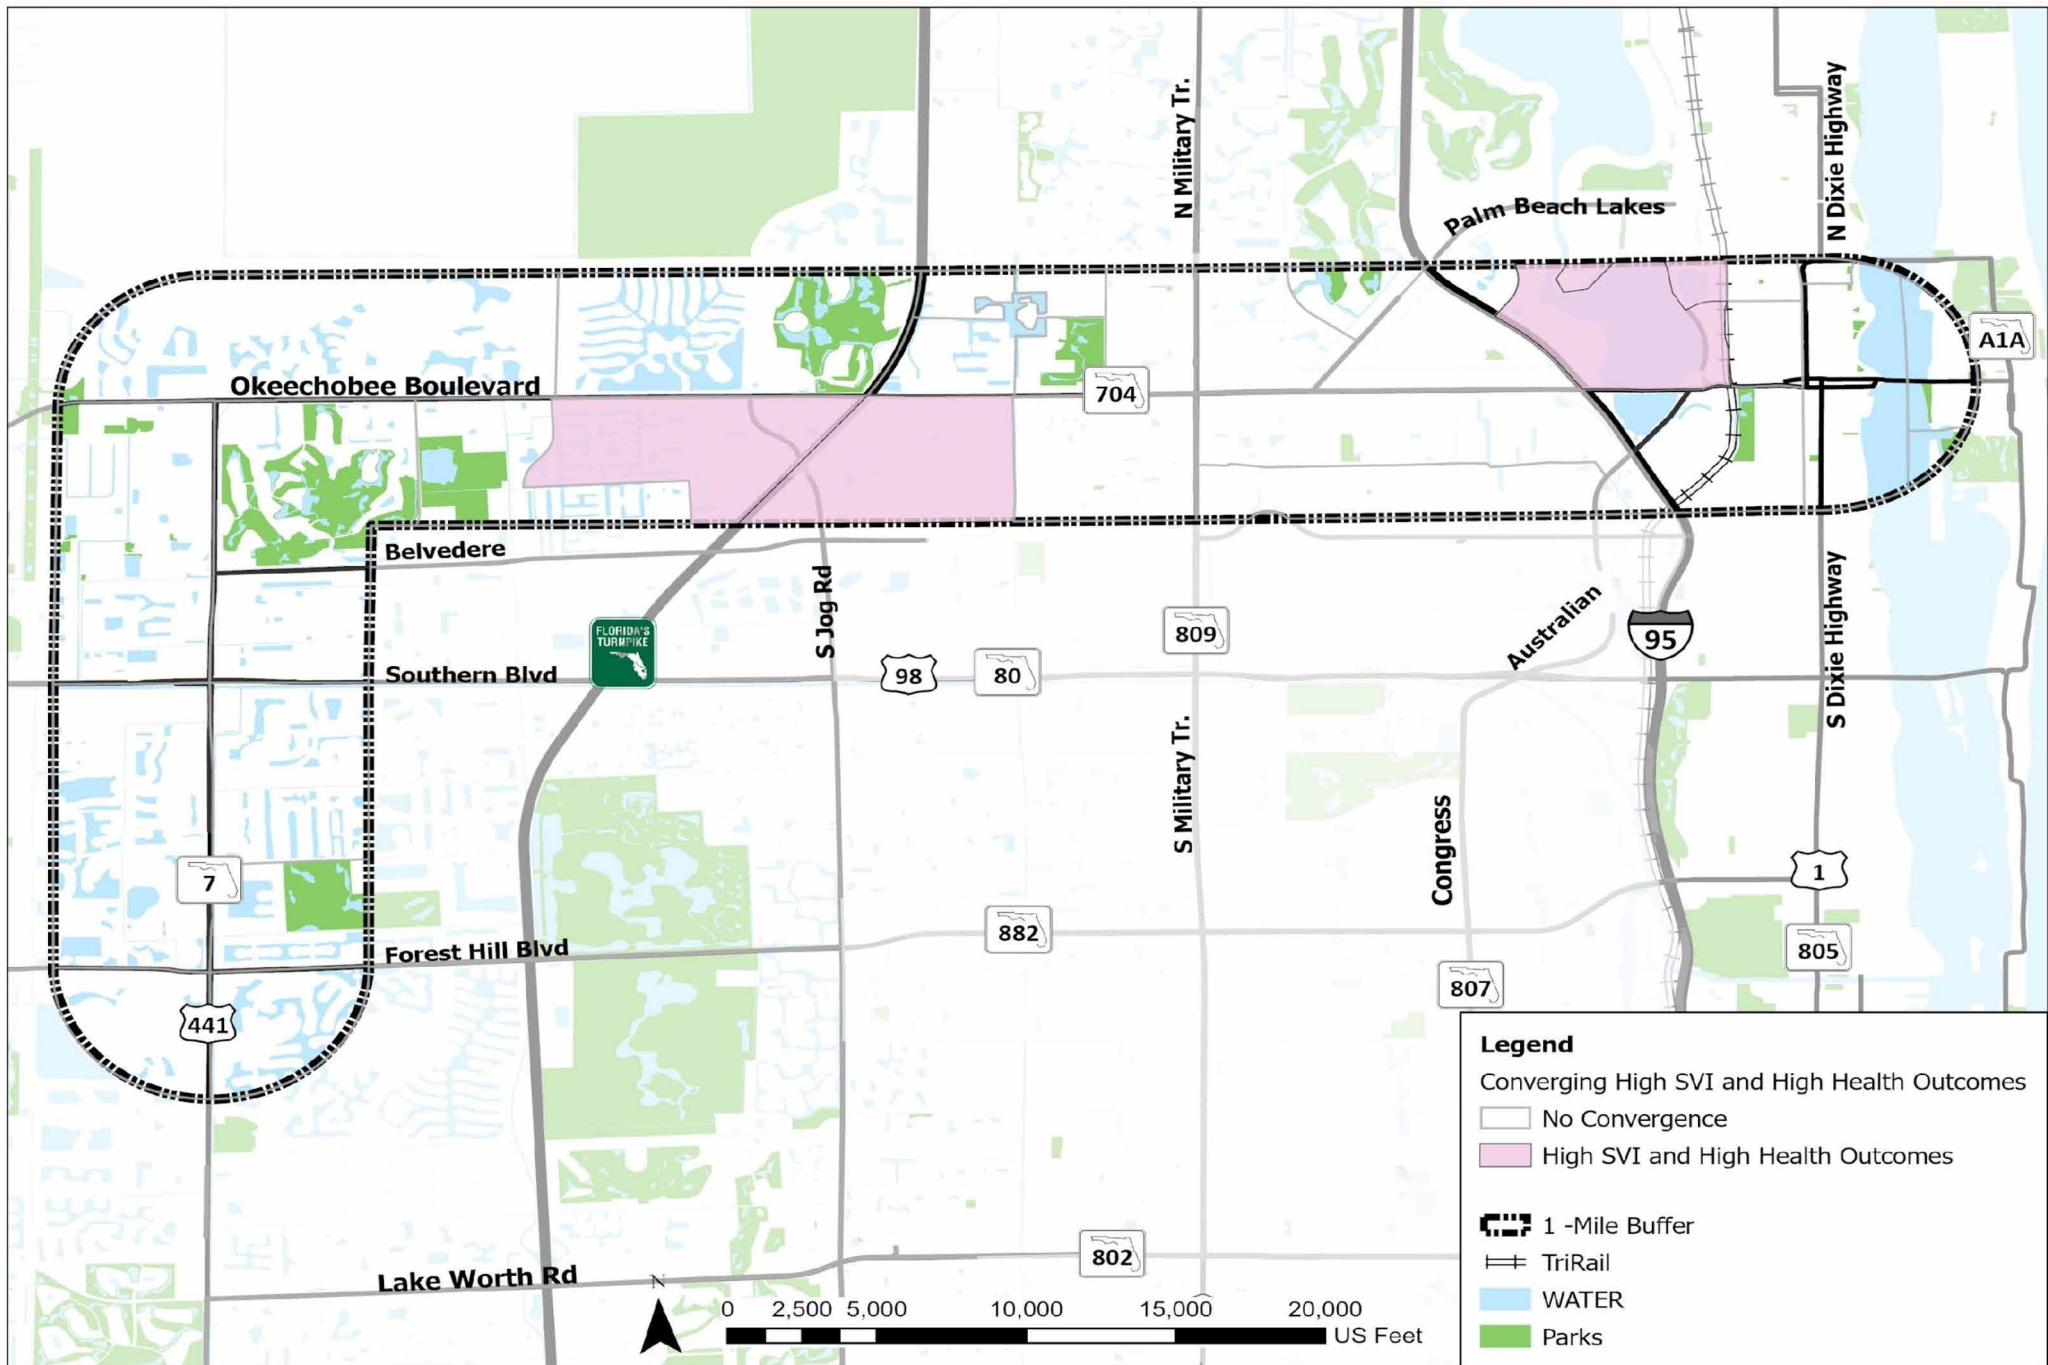 N Military Tr.
N Dixie Highway
Palm Beach Lakes
A1A
Okeechobee Boulevard
704
Belvedere
S Jog Rd
FLORIDA'S
TURNPIKE
809
Australian
95
S Dixie Highway
Southern Blvd
98
80
S Military Tr.
Congress
7
1
Forest Hill Blvd
882
805
807
441
Lake Worth Rd
802
N
0
2,500
5,000
10,000
15,000
20,000
US Feet
Legend
Converging High SVI and High Health Outcomes
No Convergence
High SVI and High Health Outcomes
1 -Mile Buffer
TriRail
WATER
Parks